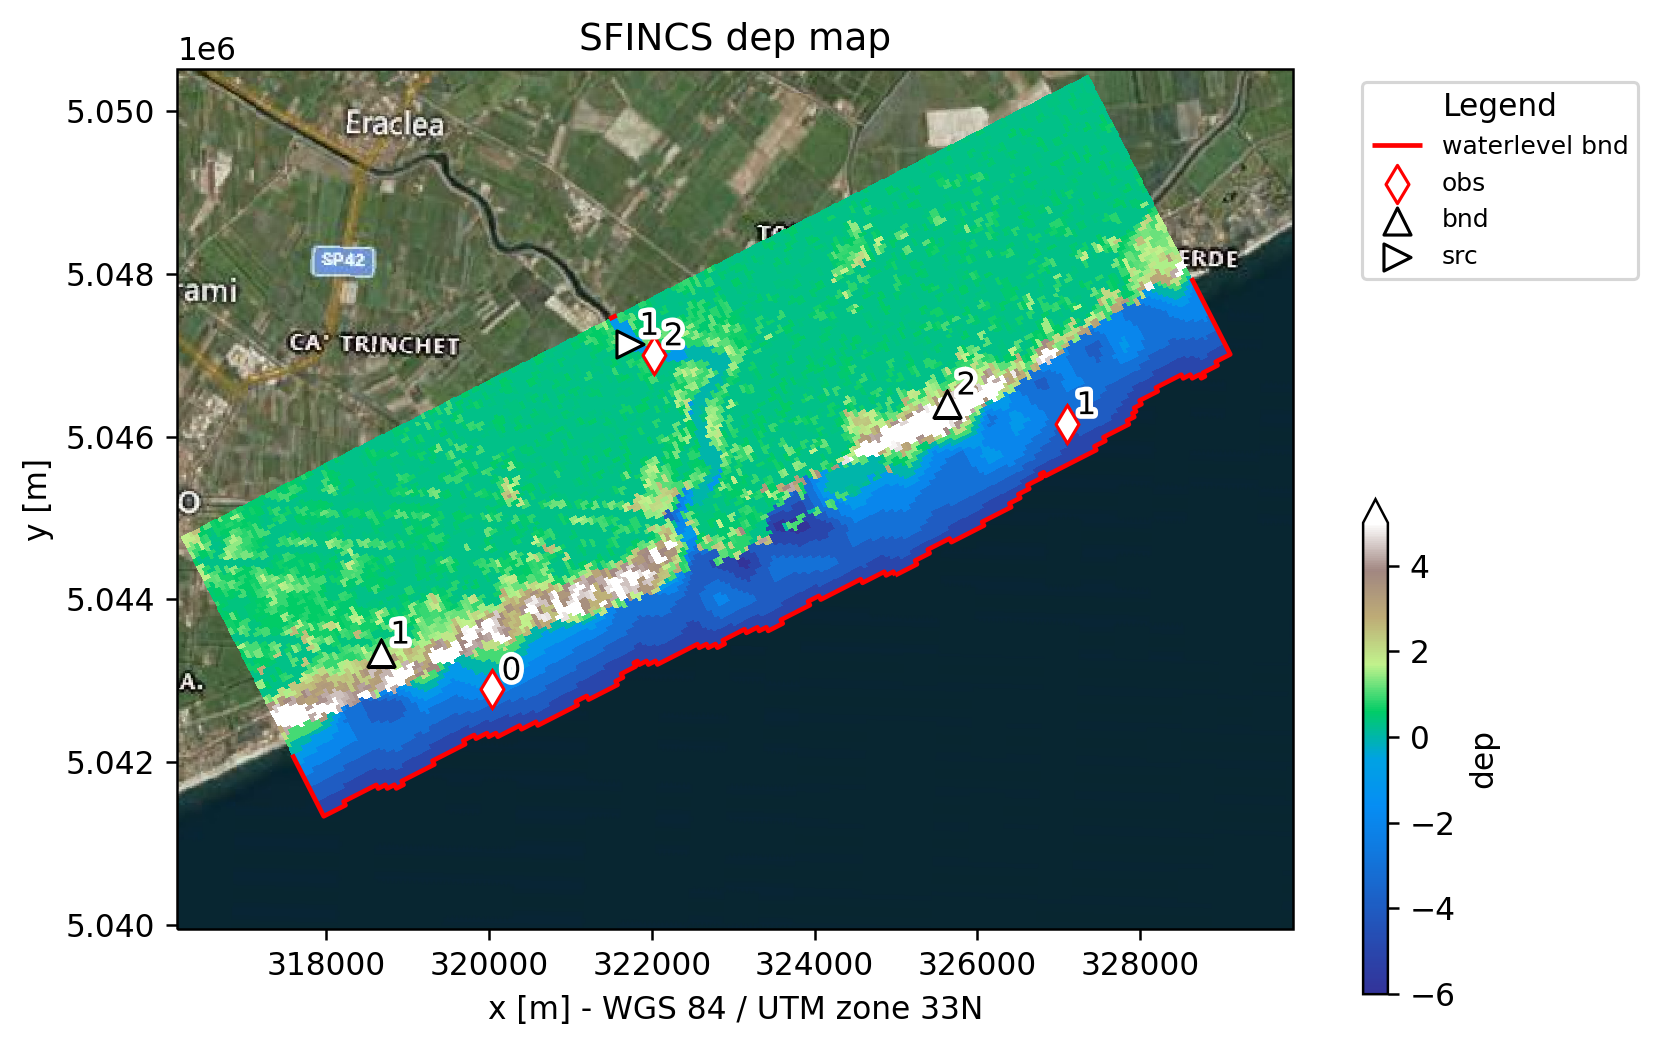 SFINCS dep map
1e6
5.050
5.048
5.046
5.044
5.042
5.040
y [m]
318000
320000
322000
324000
326000
328000
x [m] - WGS 84 / UTM zone 33N
Eraclea
SP42
rami
CA' TRINCHET
ERDE
O
A.
1
2
2
1
1
0
Legend
waterlevel bnd
obs
bnd
src
4
2
0
−2
−4
−6
dep